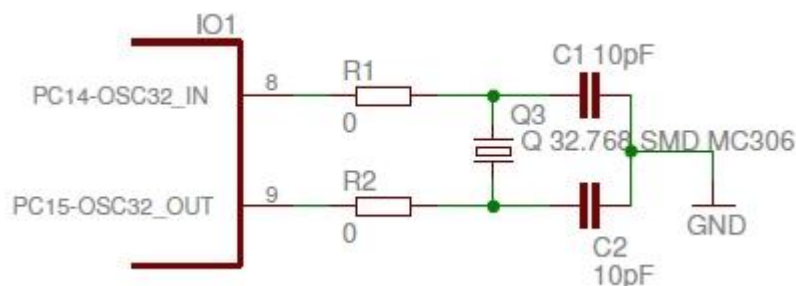 IO1
C1 10pF
8
R1
PC14-OSC32_IN
0
Q3
Q 32.768 SMD MC306
9
R2
PC15-OSC32_OUT
0
GND
C2
10pF